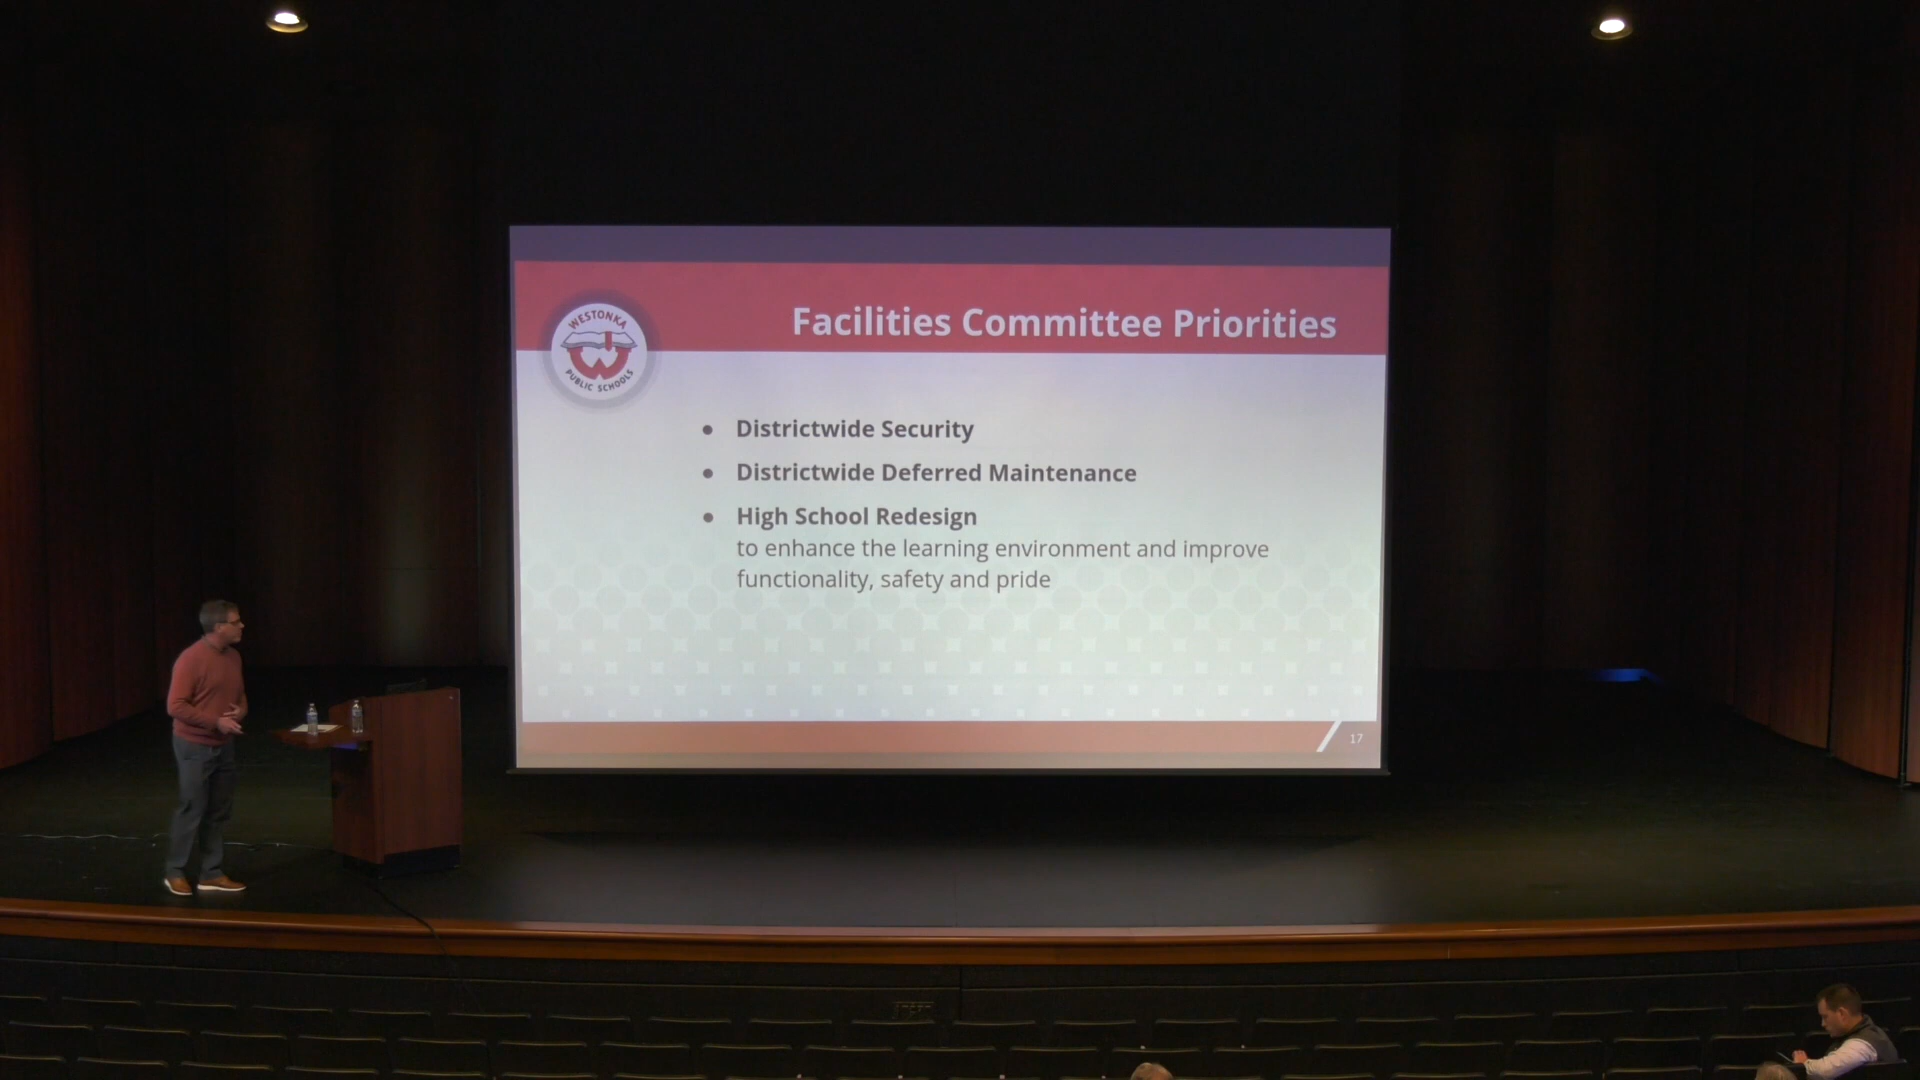 WESTONKA
PUBLIC SCHOOLS
Facilities Committee Priorities
● Districtwide Security
● Districtwide Deferred Maintenance
● High School Redesign
to enhance the learning environment and improve
functionality, safety and pride
17